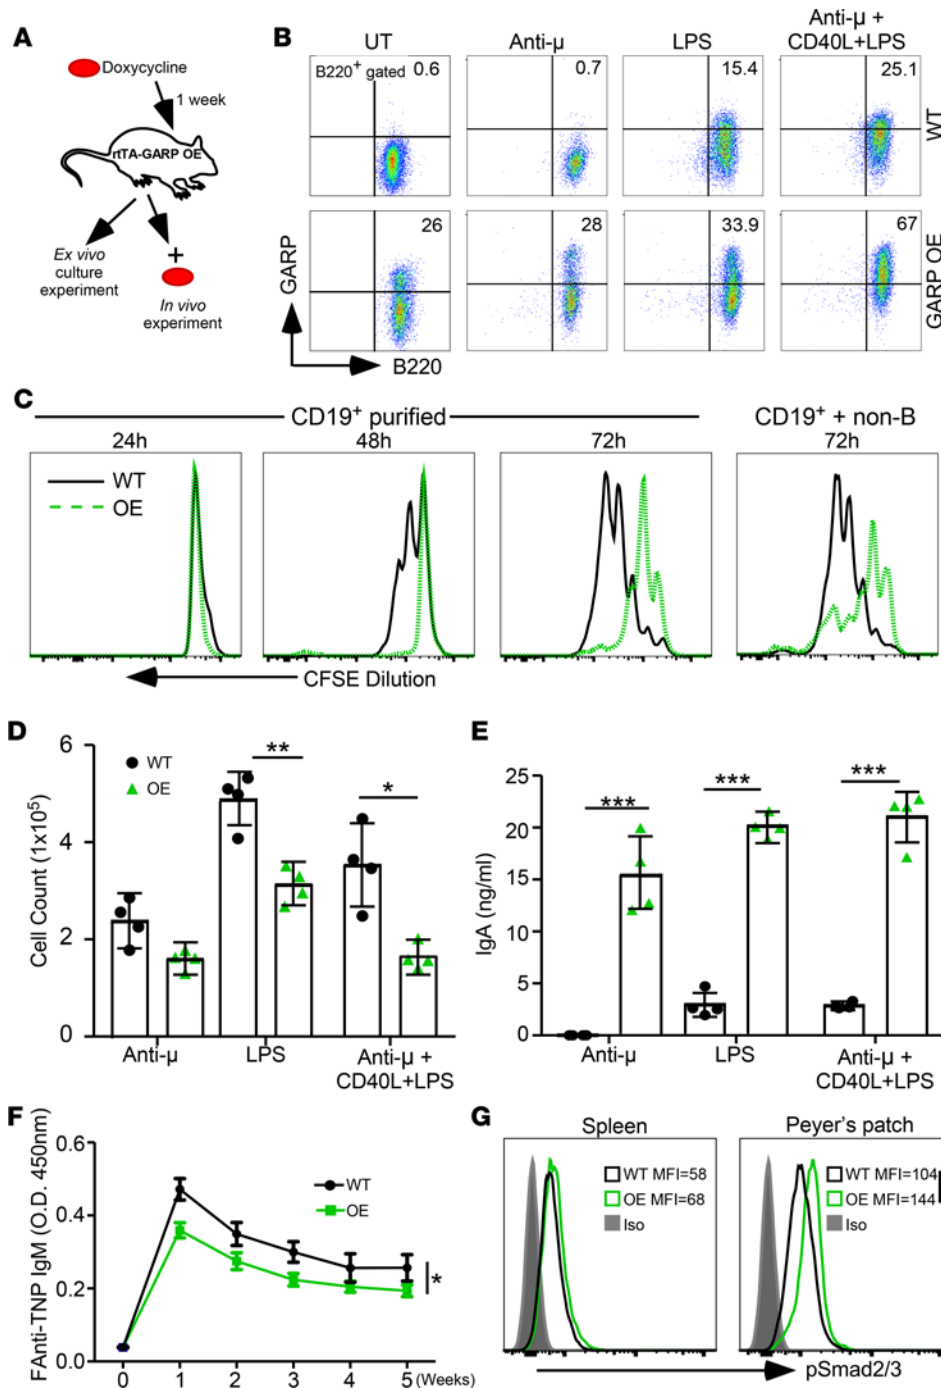 A
Doxycycline
1 week
rtTA-GARP OE
Ex vivo
culture
experiment
+
In vivo
experiment
B
UT
Anti-μ
LPS
Anti-μ +
CD40L+LPS
B220+ gated 0.6
0.7
15.4
25.1
WT
26
28
33.9
67
GARP OE
GARP
B220
C
CD19+ purified
CD19+ + non-B
24h
48h
72h
72h
WT
OE
CFSE Dilution
D
Cell Count (1x10⁵)
6
4
2
0
WT
OE
**
*
Anti-μ
LPS
Anti-μ +
CD40L+LPS
E
IgA (ng/ml)
25
20
15
10
5
0
***
***
***
Anti-μ
LPS
Anti-μ +
CD40L+LPS
F
FAnti-TNP IgM (O.D. 450nm)
0.6
0.4
0.2
0.0
WT
OE
*
0 1 2 3 4 5 (Weeks)
G
Spleen
WT MFI=58
OE MFI=68
Iso
Peyer's patch
WT MFI=104
OE MFI=144
Iso
pSmad2/3